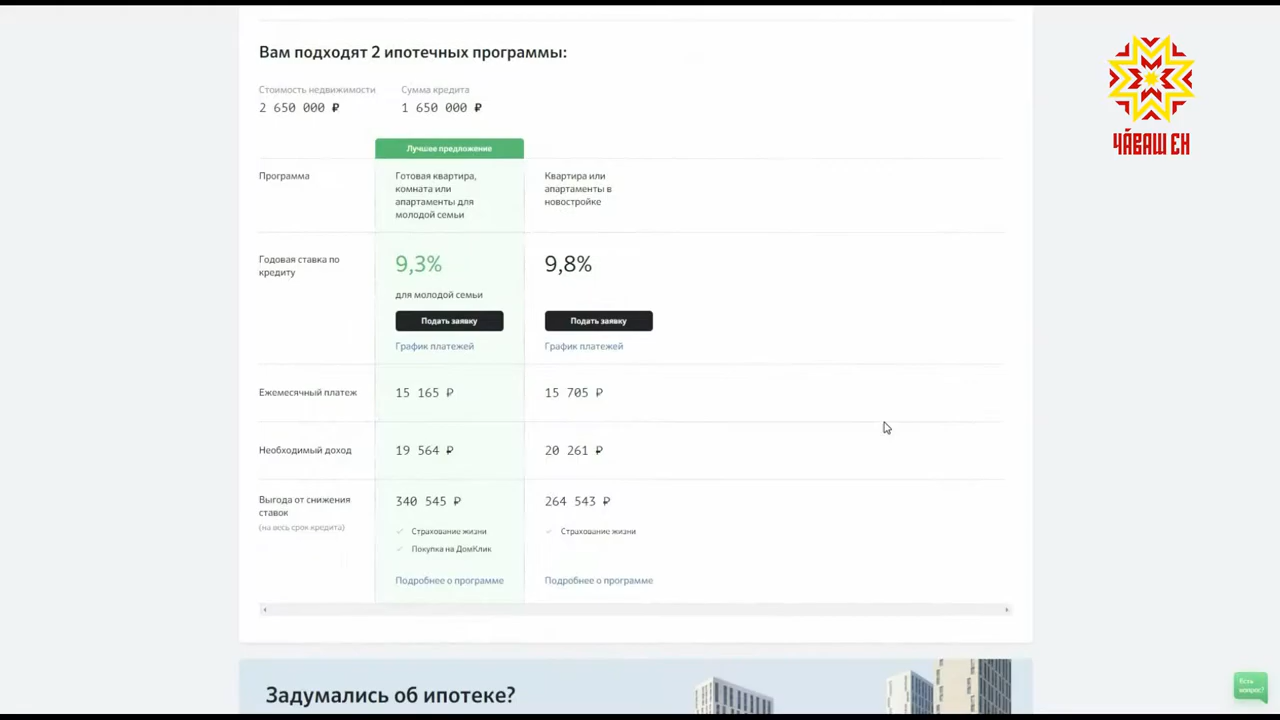 Вам подходят 2 ипотечных программы:
Стоимость недвижимости
Сумма кредита
2 650 000 ₽
1 650 000 ₽
Лучшее предложение
Программа
Готовая квартира,
комната или
апартаменты для
молодой семьи
Квартира или
апартаменты в
новостройке
Годовая ставка по
кредиту
9,3%
для молодой семьи
9,8%
Подать заявку
Подать заявку
График платежей
График платежей
Ежемесячный платеж
15 165 ₽
15 705 ₽
Необходимый доход
19 564 ₽
20 261 ₽
Выгода от снижения
ставок
(на весь срок кредита)
340 545 ₽
264 543 ₽
Страхование жизни
Покупка на ДомКлик
Страхование жизни
Подробнее о программе
Подробнее о программе
Задумались об ипотеке?
Есть
вопрос?
ЧӐВАШ ЕН